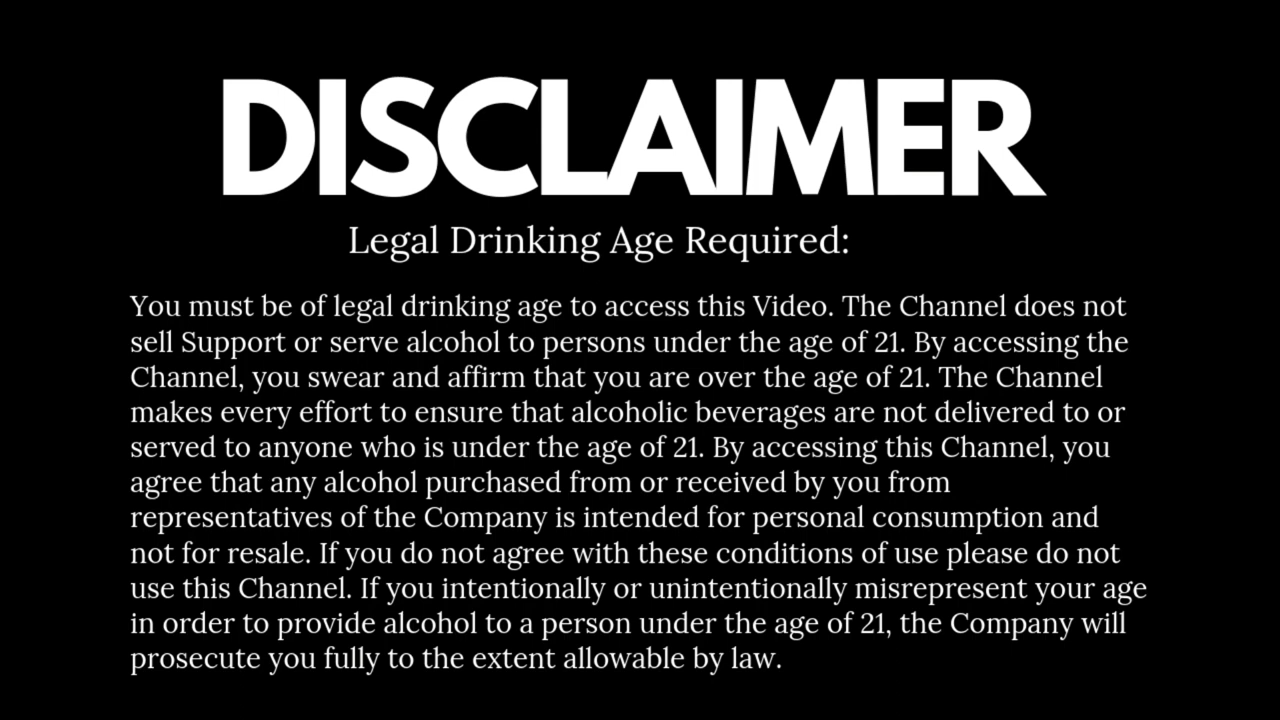 DISCLAIMER
Legal Drinking Age Required:
You must be of legal drinking age to access this Video. The Channel does not
sell Support or serve alcohol to persons under the age of 21. By accessing the
Channel, you swear and affirm that you are over the age of 21. The Channel
makes every effort to ensure that alcoholic beverages are not delivered to or
served to anyone who is under the age of 21. By accessing this Channel, you
agree that any alcohol purchased from or received by you from
representatives of the Company is intended for personal consumption and
not for resale. If you do not agree with these conditions of use please do not
use this Channel. If you intentionally or unintentionally misrepresent your age
in order to provide alcohol to a person under the age of 21, the Company will
prosecute you fully to the extent allowable by law.